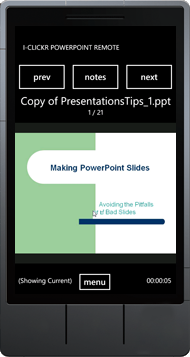 I-CLICKR POWERPOINT REMOTE
prev notes next
Copy of PresentationsTips_1.ppt
1 / 21
Making PowerPoint Slides
Avoiding the Pitfalls
of Bad Slides
(Showing Current) menu 00:00:05